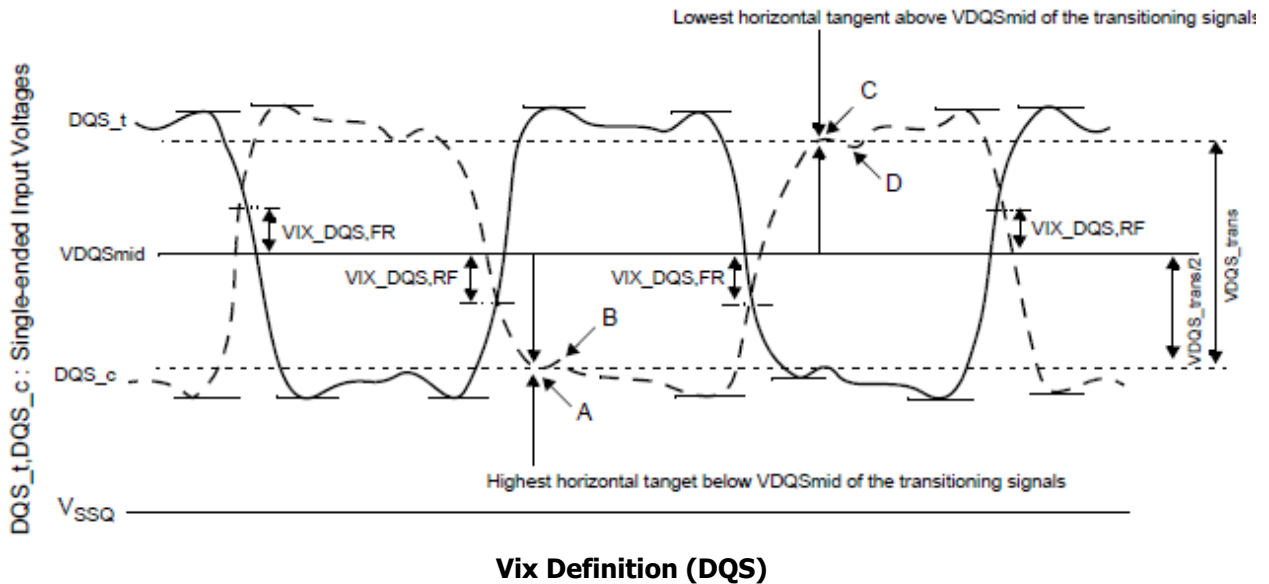 Lowest horizontal tangent above VDQSmid of the transitioning signals
DQS_t,DQS_c : Single-ended Input Voltages
DQS_t
C
D
VIX_DQS,FR
VIX_DQS,RF
VDQSmid
VIX_DQS,RF
VIX_DQS,FR
VDQS_trans/2
VDQS_trans
B
DQS_c
A
Highest horizontal tanget below VDQSmid of the transitioning signals
VSSQ
Vix Definition (DQS)